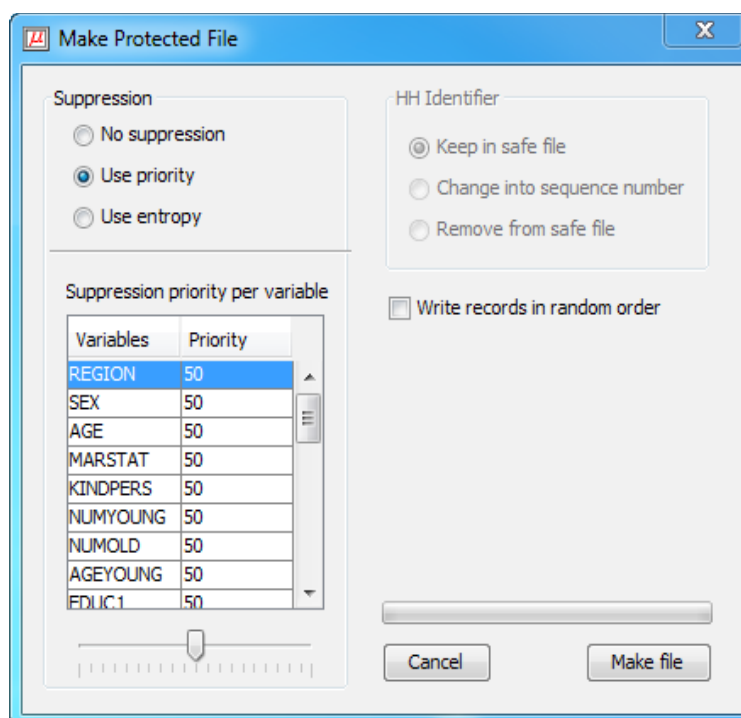 μ Make Protected File
Suppression
No suppression
Use priority
Use entropy
Suppression priority per variable
Variables Priority
REGION 50
SEX 50
AGE 50
MARSTAT 50
KINDPERS 50
NUMYOUNG 50
NUMOLD 50
AGEYOUNG 50
EDUC1 50
HH Identifier
Keep in safe file
Change into sequence number
Remove from safe file
Write records in random order
Cancel Make file